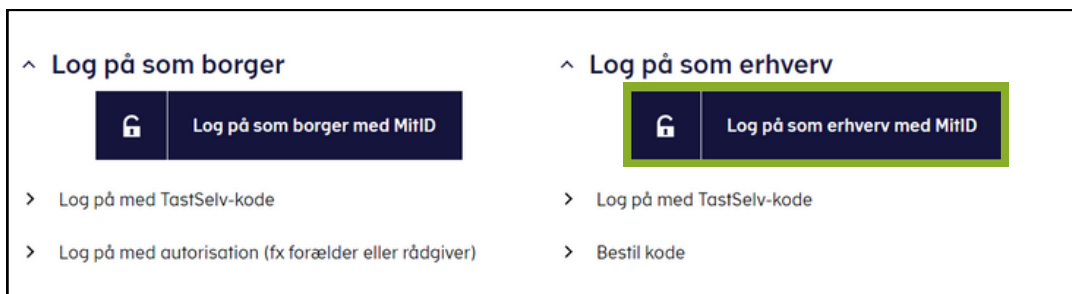 Log på som borger
Log på som borger med MitID
Log på med TastSelv-kode
Log på med autorisation (fx forælder eller rådgiver)
Log på som erhverv
Log på som erhverv med MitID
Log på med TastSelv-kode
Bestil kode